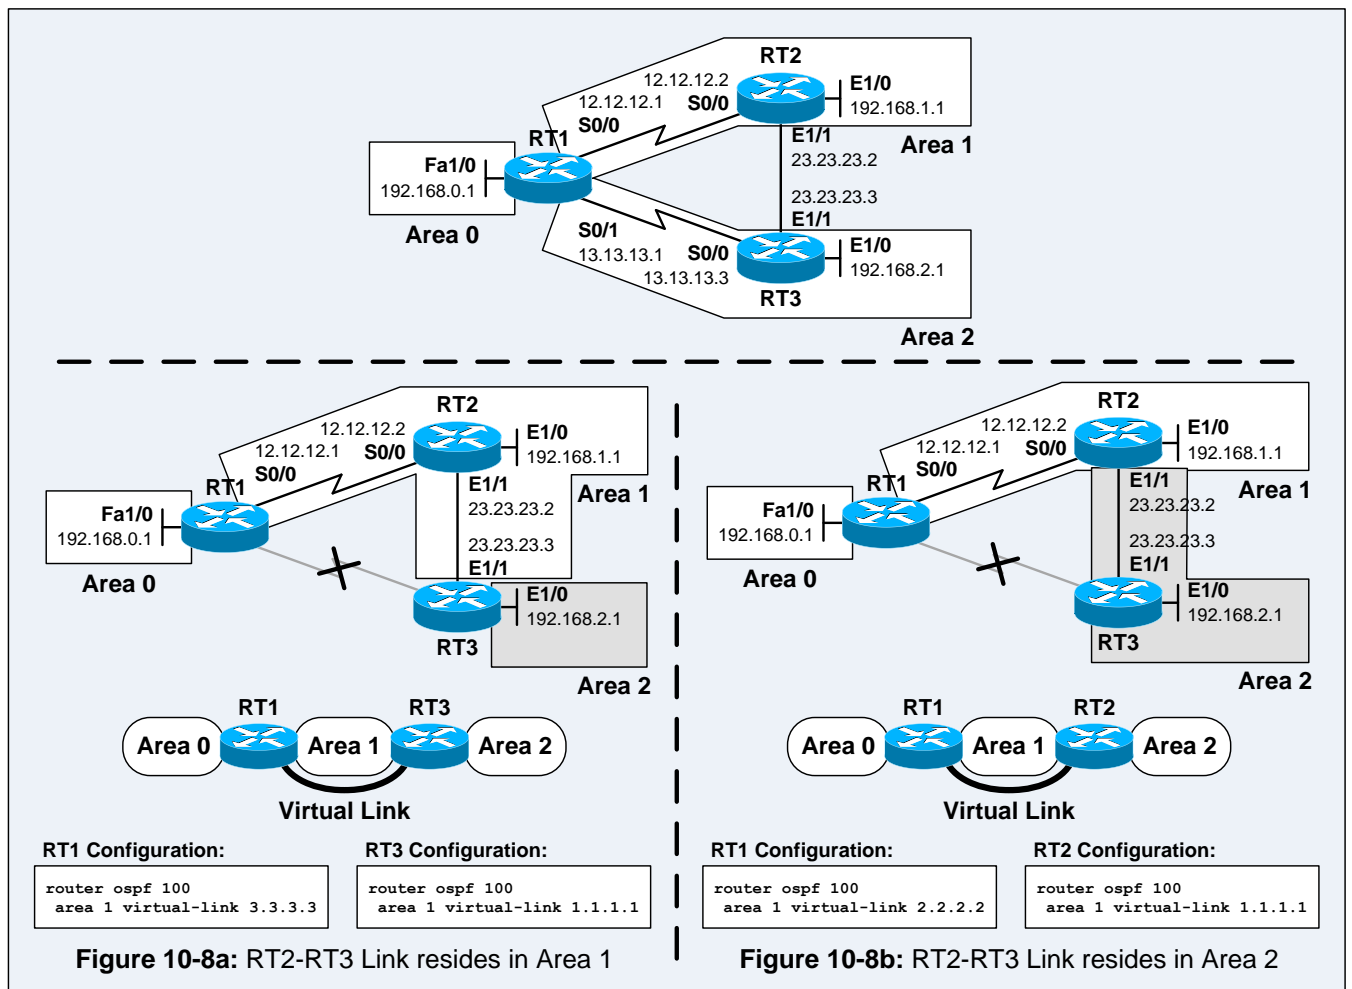 RT2
12.12.12.2
E1/0
12.12.12.1
S0/0
192.168.1.1
S0/0
RT1
E1/1
Area 1
Fa1/0
23.23.23.2
192.168.0.1
23.23.23.3
Area 0
S0/1
E1/1
13.13.13.1
S0/0
E1/0
13.13.13.3
192.168.2.1
RT3
Area 2
RT2
12.12.12.2
E1/0
12.12.12.1
S0/0
192.168.1.1
S0/0
RT1
E1/1
Area 1
Fa1/0
23.23.23.2
192.168.0.1
23.23.23.3
Area 0
E1/1
E1/0
192.168.2.1
RT3
Area 2
RT1
RT3
Area 0
Area 1
Area 2
Virtual Link
RT1 Configuration:
router ospf 100
area 1 virtual-link 3.3.3.3
RT3 Configuration:
router ospf 100
area 1 virtual-link 1.1.1.1
Figure 10-8a: RT2-RT3 Link resides in Area 1
RT2
12.12.12.2
E1/0
12.12.12.1
S0/0
192.168.1.1
S0/0
RT1
E1/1
Area 1
Fa1/0
23.23.23.2
192.168.0.1
23.23.23.3
Area 0
E1/1
E1/0
192.168.2.1
RT3
Area 2
RT1
RT2
Area 0
Area 1
Area 2
Virtual Link
RT1 Configuration:
router ospf 100
area 1 virtual-link 2.2.2.2
RT2 Configuration:
router ospf 100
area 1 virtual-link 1.1.1.1
Figure 10-8b: RT2-RT3 Link resides in Area 2